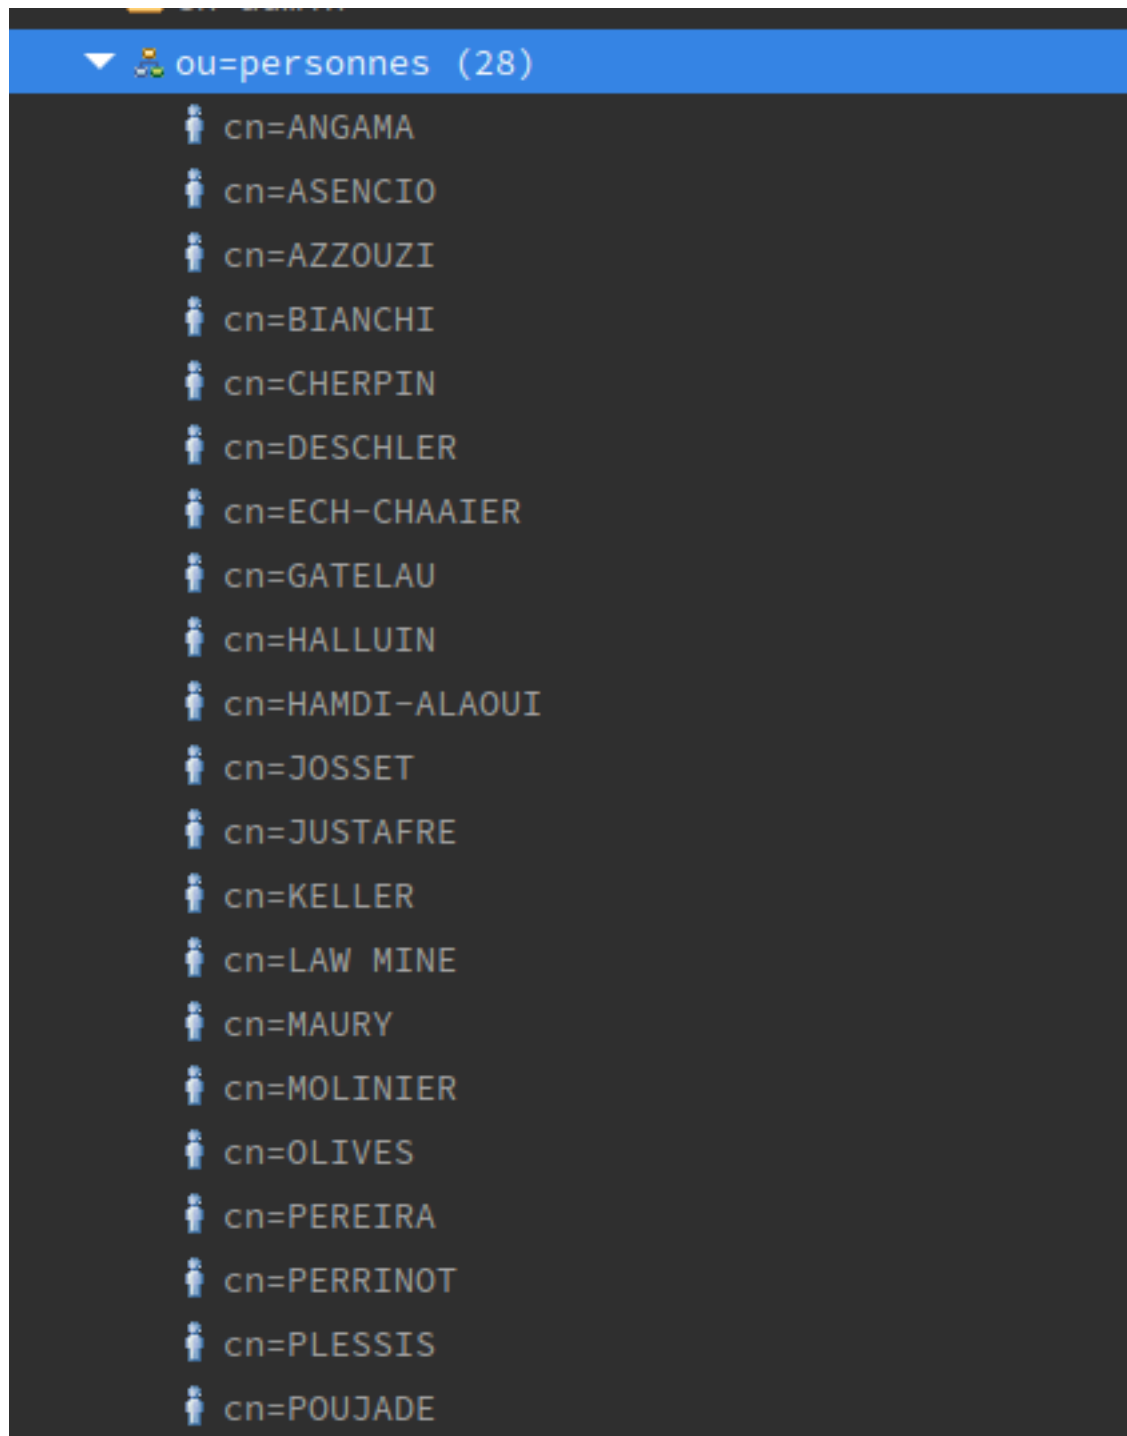 ou=personnes (28)
cn=ANGAMA
cn=ASENCIO
cn=AZZOUZI
cn=BIANCHI
cn=CHERPIN
cn=DESCHLER
cn=ECH-CHAAIER
cn=GATELAU
cn=HALLUIN
cn=HAMDI-ALAOUI
cn=JOSSET
cn=JUSTAFRE
cn=KELLER
cn=LAW MINE
cn=MAURY
cn=MOLINIER
cn=OLIVES
cn=PEREIRA
cn=PERRINOT
cn=PLESSIS
cn=POUJADE